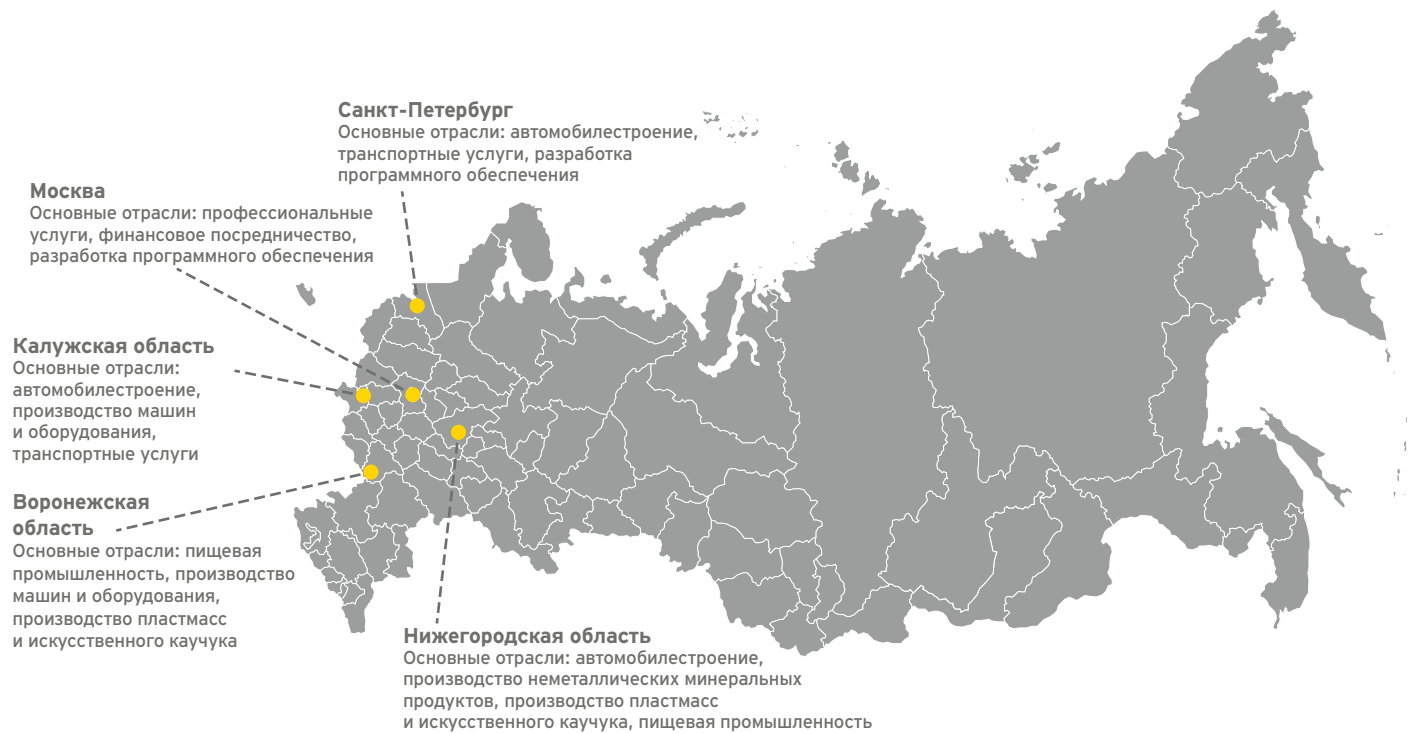 Санкт-Петербург
Основные отрасли: автомобилестроение,
транспортные услуги, разработка
программного обеспечения
Москва
Основные отрасли: профессиональные
услуги, финансовое посредничество,
разработка программного обеспечения
Калужская область
Основные отрасли:
автомобилестроение,
производство машин
и оборудования,
транспортные услуги
Воронежская
область
Основные отрасли: пищевая
промышленность, производство
машин и оборудования,
производство пластмасс
и искусственного каучука
Нижегородская область
Основные отрасли: автомобилестроение,
производство неметаллических минеральных
продуктов, производство пластмасс
и искусственного каучука, пищевая промышленность